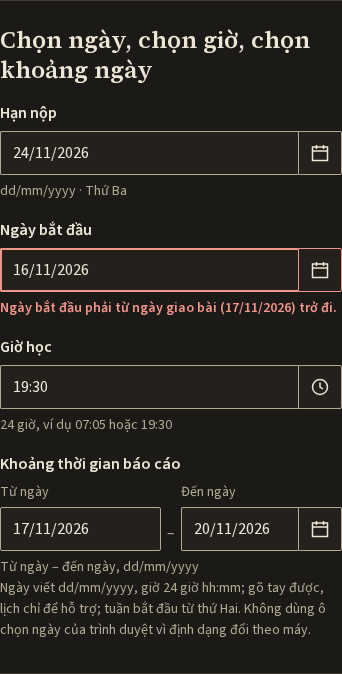 Chọn ngày, chọn giờ, chọn
khoảng ngày
Hạn nộp
24/11/2026
dd/mm/yyyy · Thứ Ba
Ngày bắt đầu
16/11/2026
Ngày bắt đầu phải từ ngày giao bài (17/11/2026) trở đi.
Giờ học
19:30
24 giờ, ví dụ 07:05 hoặc 19:30
Khoảng thời gian báo cáo
Từ ngày
Đến ngày
17/11/2026 – 20/11/2026
Từ ngày – đến ngày, dd/mm/yyyy
Ngày viết dd/mm/yyyy, giờ 24 giờ hh:mm; gõ tay được,
lịch chỉ để hỗ trợ; tuần bắt đầu từ thứ Hai. Không dùng ô
chọn ngày của trình duyệt vì định dạng đổi theo máy.